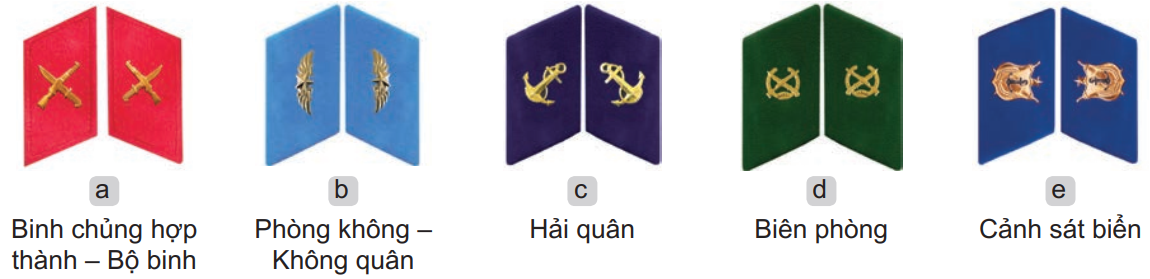 a
b
c
d
e
Binh chủng hợp
thành – Bộ binh
Phòng không –
Không quân
Hải quân
Biên phòng
Cảnh sát biển